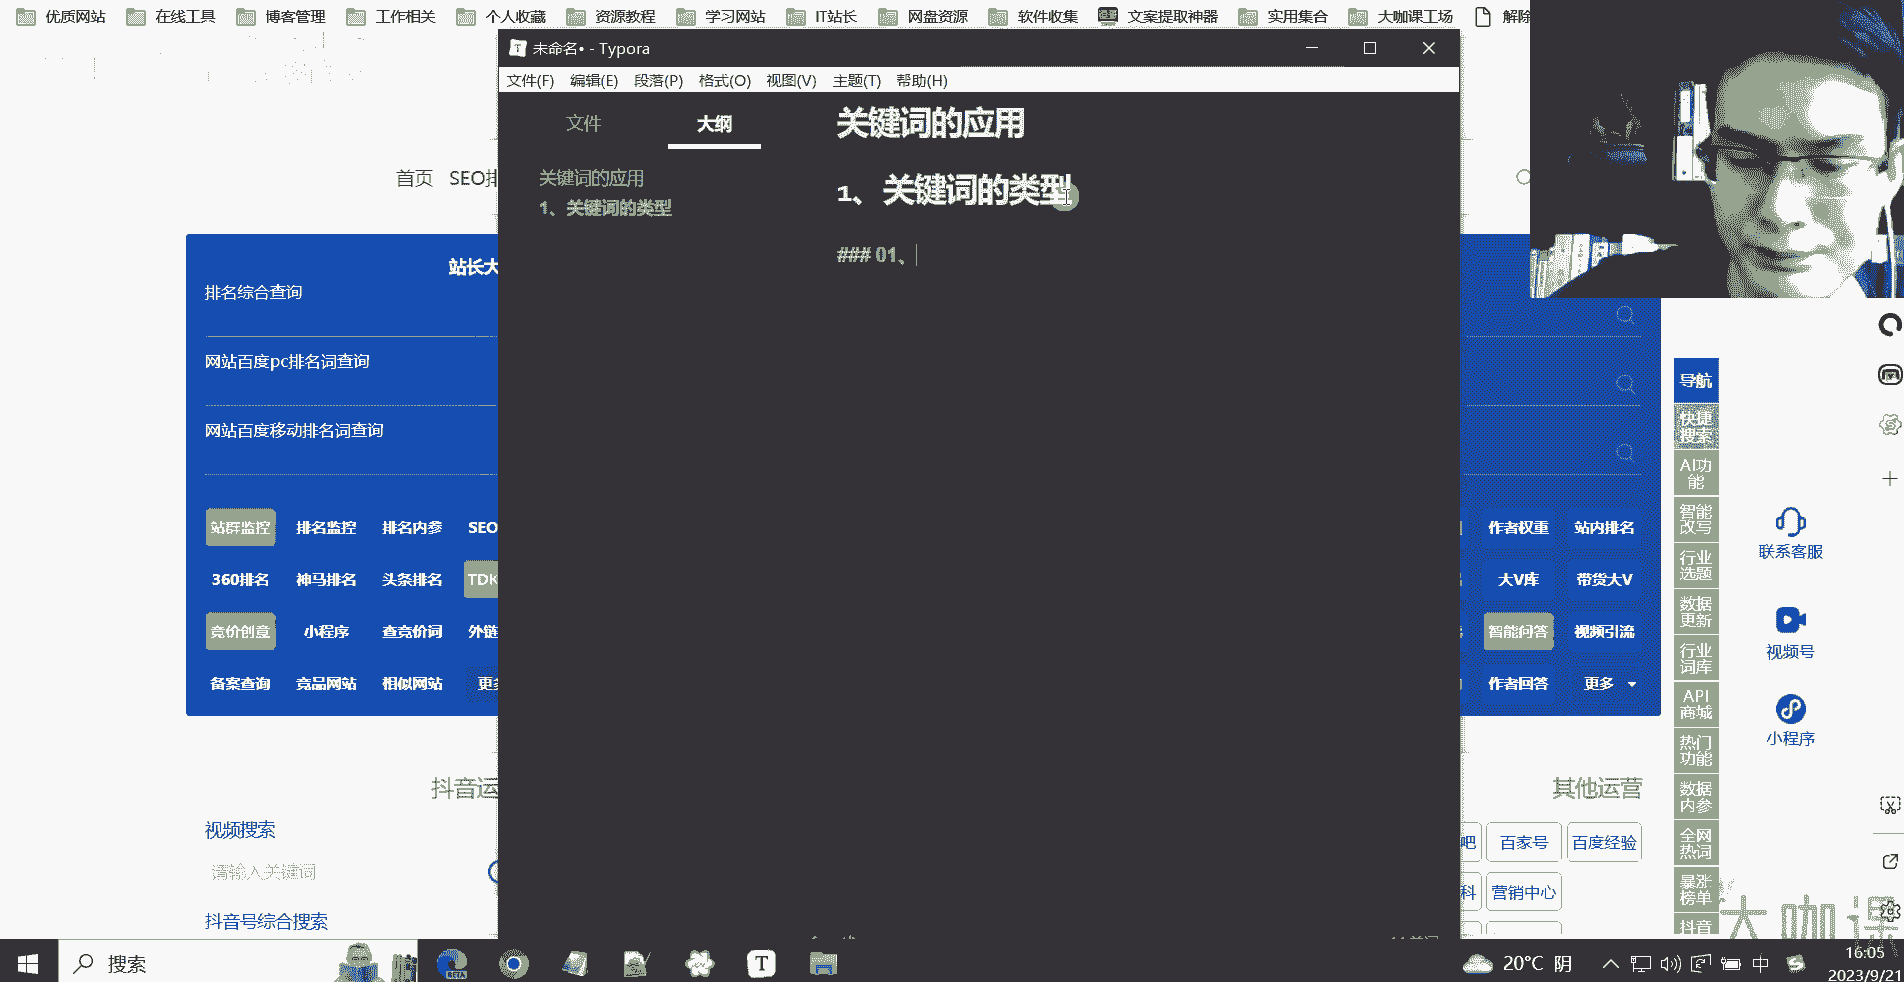 优质网站 在线工具 博客管理 工作相关 个人收藏 资源教程 学习网站 IT站长 网盘资源 软件收集 文案提取神器 实用集合 大咖课工场 解除
未命名• - Typora
文件(F) 编辑(E) 段落(P) 格式(O) 视图(V) 主题(T) 帮助(H)
文件 大纲
关键词的应用
1、关键词的类型
关键词的应用
1、关键词的类型
### 01、
首页 SEO排
站长大
排名综合查询
网站百度pc排名词查询
网站百度移动排名词查询
站群监控 排名监控 排名内参 SEO
360排名 神马排名 头条排名 TDK
竞价创意 小程序 查竞价词 外链
备案查询 竞品网站 相似网站 更多
作者权重 站内排名
大V库 带货大V
智能问答 视频引流
作者回答 更多
抖音运
视频搜索
请输入关键词
抖音号综合搜索
其他运营
吧 百家号 百度经验
科 营销中心
导航
快捷
搜索
AI功
能
智能
改写
行业
选题
数据
更新
行业
词库
API
商城
热门
功能
数据
内参
全网
热词
暴涨
榜单
抖音
联系客服
视频号
小程序
大咖课
搜索
BETA
20°C 阴
中
16:05
2023/9/21